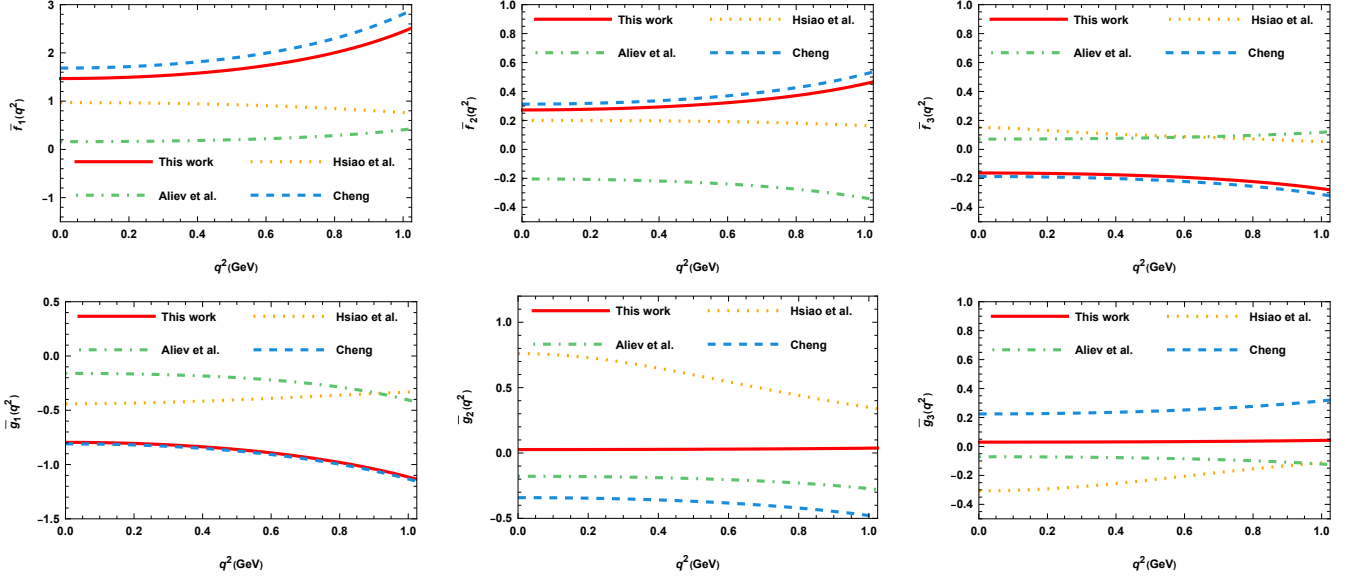 3
2
1
0
−1
f̄₁(q²)
This work
Hsiao et al.
Aliev et al.
Cheng
0.0 0.2 0.4 0.6 0.8 1.0
q²(GeV)
1.0
0.8
0.6
0.4
0.2
0.0
−0.2
−0.4
f̄₂(q²)
This work
Hsiao et al.
Aliev et al.
Cheng
0.0 0.2 0.4 0.6 0.8 1.0
q²(GeV)
1.0
0.8
0.6
0.4
0.2
0.0
−0.2
−0.4
f̄₃(q²)
This work
Hsiao et al.
Aliev et al.
Cheng
0.0 0.2 0.4 0.6 0.8 1.0
q²(GeV)
0.5
0.0
−0.5
−1.0
−1.5
ḡ₁(q²)
This work
Hsiao et al.
Aliev et al.
Cheng
0.0 0.2 0.4 0.6 0.8 1.0
q²(GeV)
1.0
0.5
0.0
−0.5
ḡ₂(q²)
This work
Hsiao et al.
Aliev et al.
Cheng
0.0 0.2 0.4 0.6 0.8 1.0
q²(GeV)
1.0
0.8
0.6
0.4
0.2
0.0
−0.2
−0.4
ḡ₃(q²)
This work
Hsiao et al.
Aliev et al.
Cheng
0.0 0.2 0.4 0.6 0.8 1.0
q²(GeV)